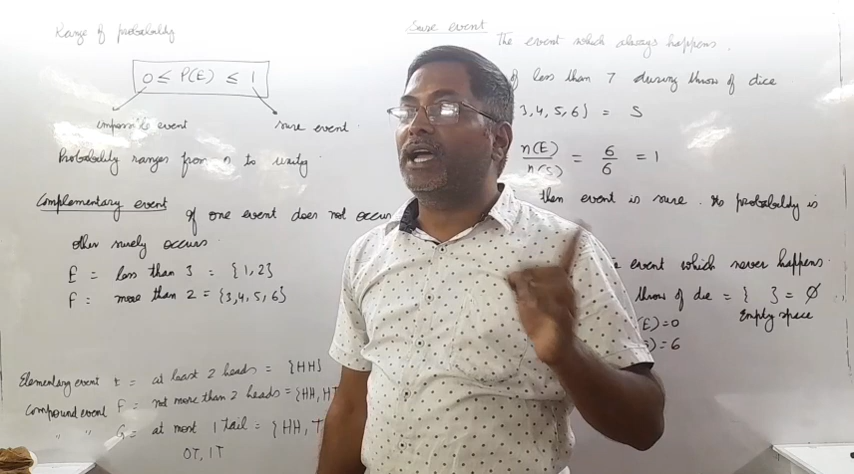 Range of probability
0 ≤ P(E) ≤ 1
impossible event
sure event
Probability ranges from 0 to unity
Complementary event
If one event does not occur
other surely occurs
E = less than 3 = {1, 2}
F = more than 2 = {3, 4, 5, 6}
Elementary event E = at least 2 heads = {HH}
Compound event F = not more than 2 heads = {HH, HT
" " G = at most 1 tail = {HH, T
0T, 1T
Sure event
The event which always happens.
of less than 7 during throw of dice
3, 4, 5, 6} = S
n(E)/n(S) = 6/6 = 1
then event is sure. Its probability is
event which never happens.
throw of die = { } = ∅
Empty space
(E)=0
)=6